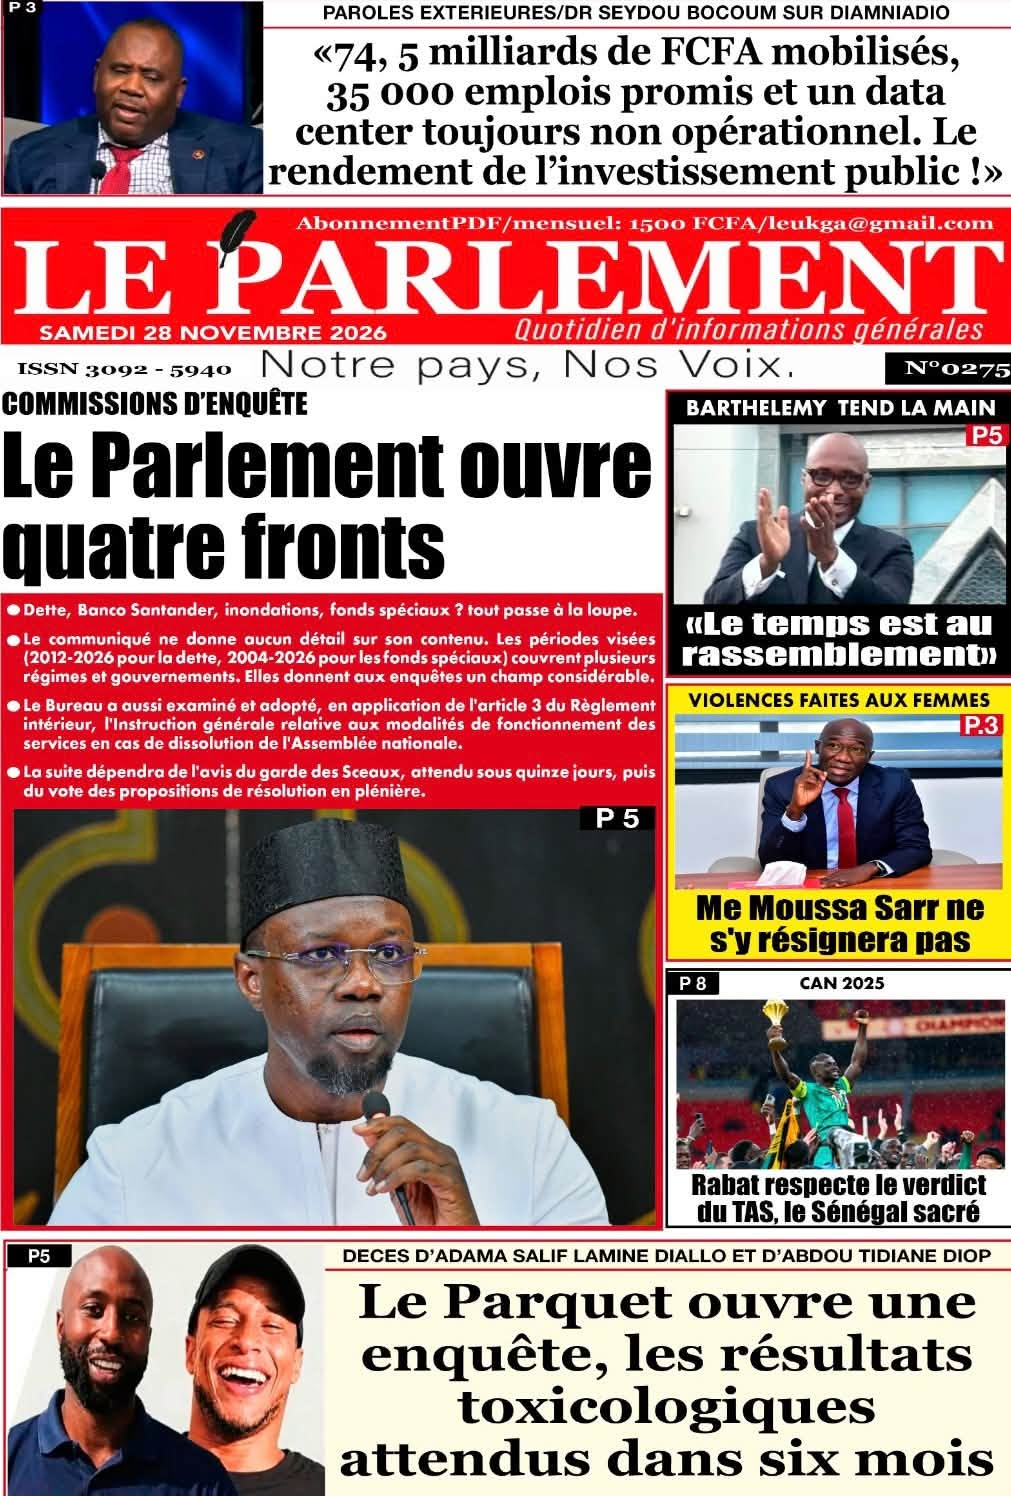 P 3
PAROLES EXTERIEURES/DR SEYDOU BOCOUM SUR DIAMNIADIO
«74, 5 milliards de FCFA mobilisés,
35 000 emplois promis et un data
center toujours non opérationnel. Le
rendement de l’investissement public !»
AbonnementPDF/mensuel: 1500 FCFA/leukga@gmail.com
LE PARLEMENT
SAMEDI 28 NOVEMBRE 2026
Quotidien d'informations générales
ISSN 3092 - 5940
Notre pays, Nos Voix.
N°0275
COMMISSIONS D’ENQUÊTE
Le Parlement ouvre
quatre fronts
● Dette, Banco Santander, inondations, fonds spéciaux ? tout passe à la loupe.
● Le communiqué ne donne aucun détail sur son contenu. Les périodes visées
(2012-2026 pour la dette, 2004-2026 pour les fonds spéciaux) couvrent plusieurs
régimes et gouvernements. Elles donnent aux enquêtes un champ considérable.
● Le Bureau a aussi examiné et adopté, en application de l'article 3 du Règlement
intérieur, l'Instruction générale relative aux modalités de fonctionnement des
services en cas de dissolution de l'Assemblée nationale.
● La suite dépendra de l'avis du garde des Sceaux, attendu sous quinze jours, puis
du vote des propositions de résolution en plénière.
P 5
BARTHELEMY TEND LA MAIN
P5
«Le temps est au
rassemblement»
VIOLENCES FAITES AUX FEMMES
P.3
Me Moussa Sarr ne
s'y résignera pas
P 8
CAN 2025
CHAMPION
Rabat respecte le verdict
du TAS, le Sénégal sacré
P5
DECES D’ADAMA SALIF LAMINE DIALLO ET D’ABDOU TIDIANE DIOP
Le Parquet ouvre une
enquête, les résultats
toxicologiques
attendus dans six mois